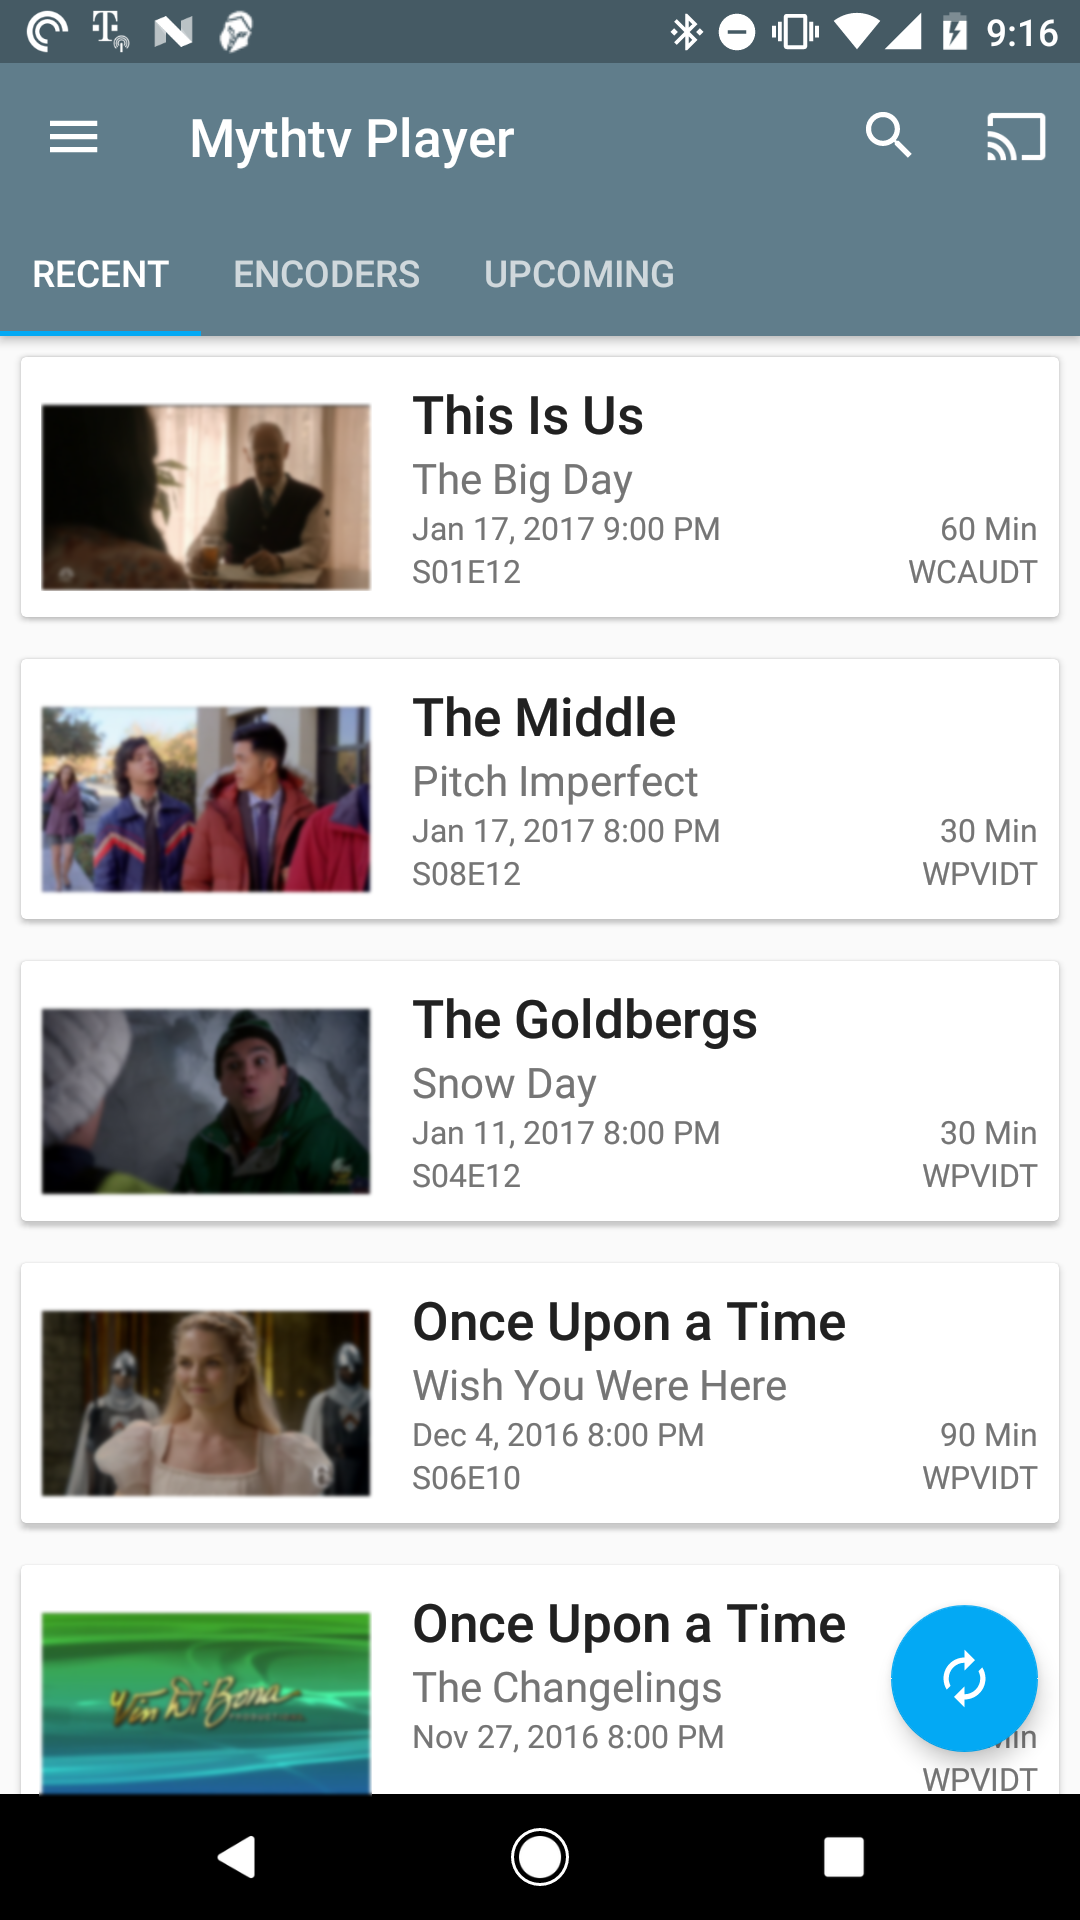 9:16
Mythtv Player
RECENT ENCODERS UPCOMING
This Is Us
The Big Day
Jan 17, 2017 9:00 PM 60 Min
S01E12 WCAUDT
The Middle
Pitch Imperfect
Jan 17, 2017 8:00 PM 30 Min
S08E12 WPVIDT
The Goldbergs
Snow Day
Jan 11, 2017 8:00 PM 30 Min
S04E12 WPVIDT
Once Upon a Time
Wish You Were Here
Dec 4, 2016 8:00 PM 90 Min
S06E10 WPVIDT
Once Upon a Time
Vin Di Bona
The Changelings
Nov 27, 2016 8:00 PM
WPVIDT